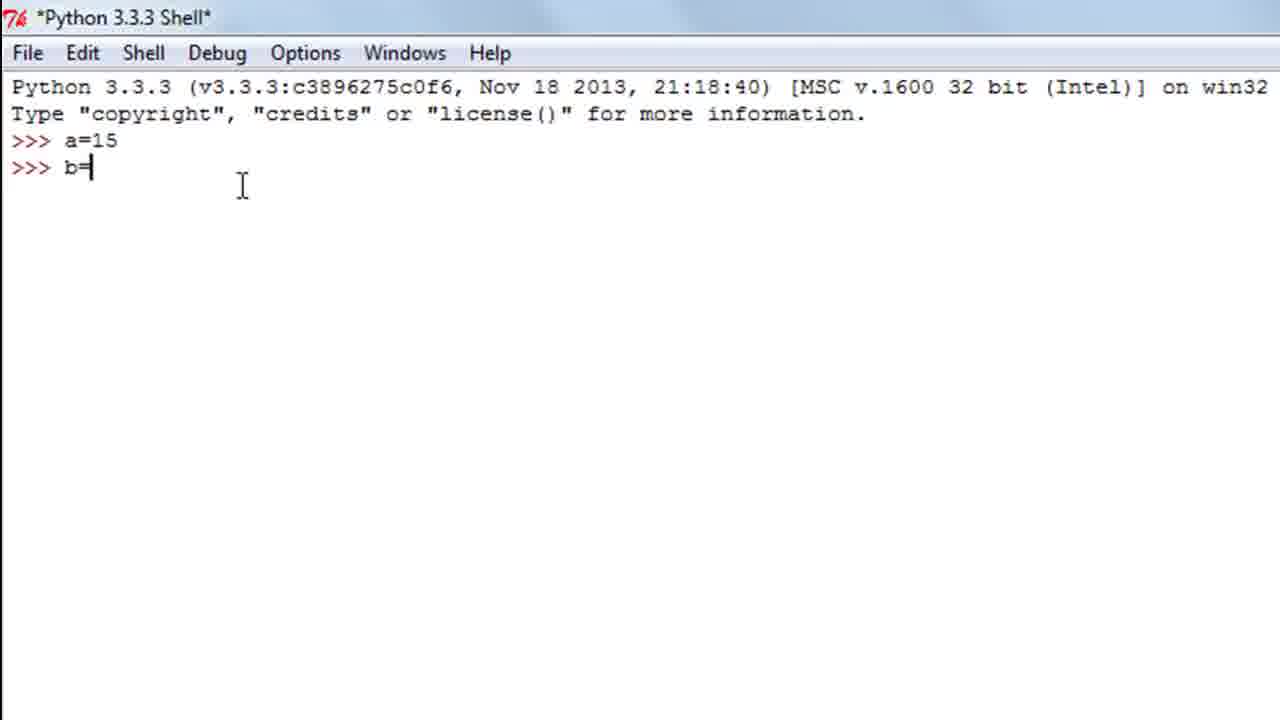 *Python 3.3.3 Shell*
File Edit Shell Debug Options Windows Help
Python 3.3.3 (v3.3.3:c3896275c0f6, Nov 18 2013, 21:18:40) [MSC v.1600 32 bit (Intel)] on win32
Type "copyright", "credits" or "license()" for more information.
>>> a=15
>>> b=